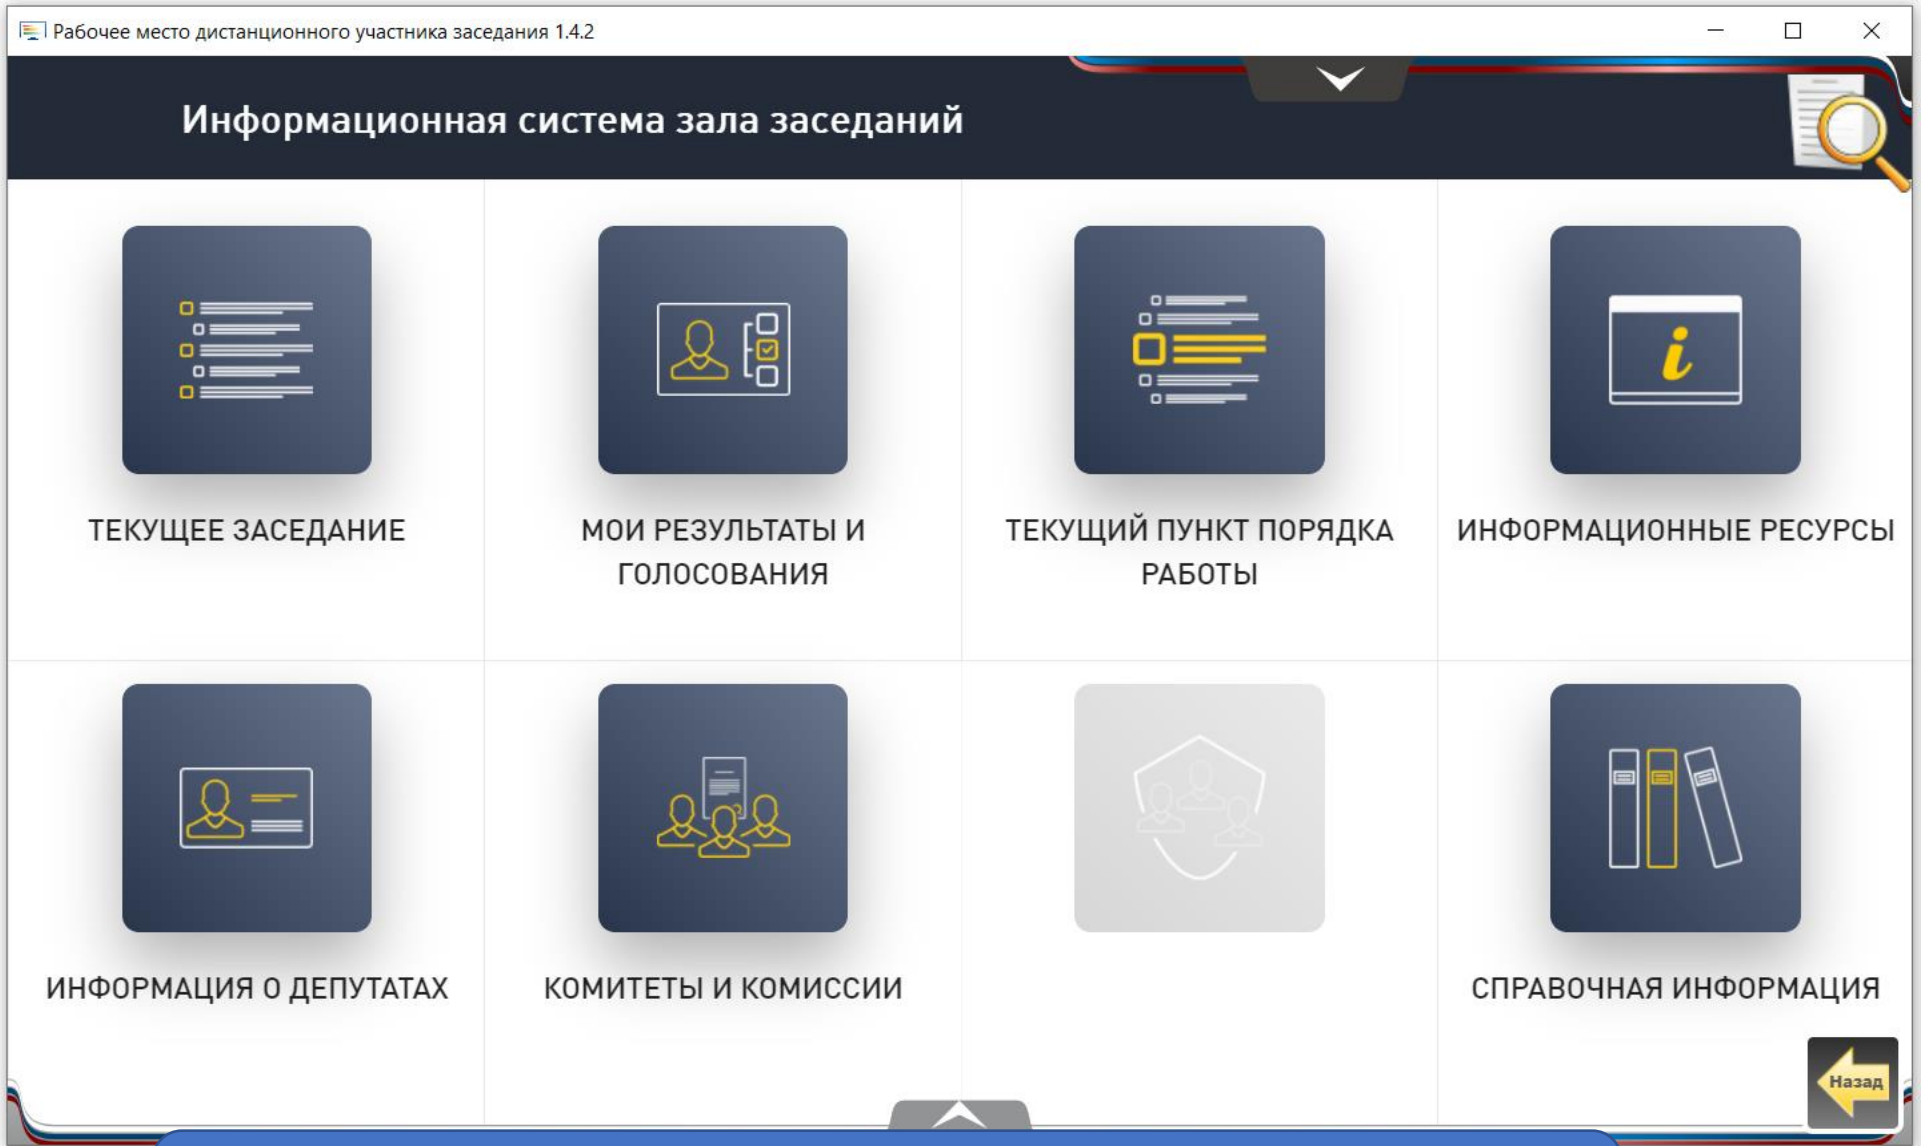 Рабочее место дистанционного участника заседания 1.4.2
Информационная система зала заседаний
ТЕКУЩЕЕ ЗАСЕДАНИЕ
МОИ РЕЗУЛЬТАТЫ И
ГОЛОСОВАНИЯ
ТЕКУЩИЙ ПУНКТ ПОРЯДКА
РАБОТЫ
ИНФОРМАЦИОННЫЕ РЕСУРСЫ
ИНФОРМАЦИЯ О ДЕПУТАТАХ
КОМИТЕТЫ И КОМИССИИ
СПРАВОЧНАЯ ИНФОРМАЦИЯ
Назад